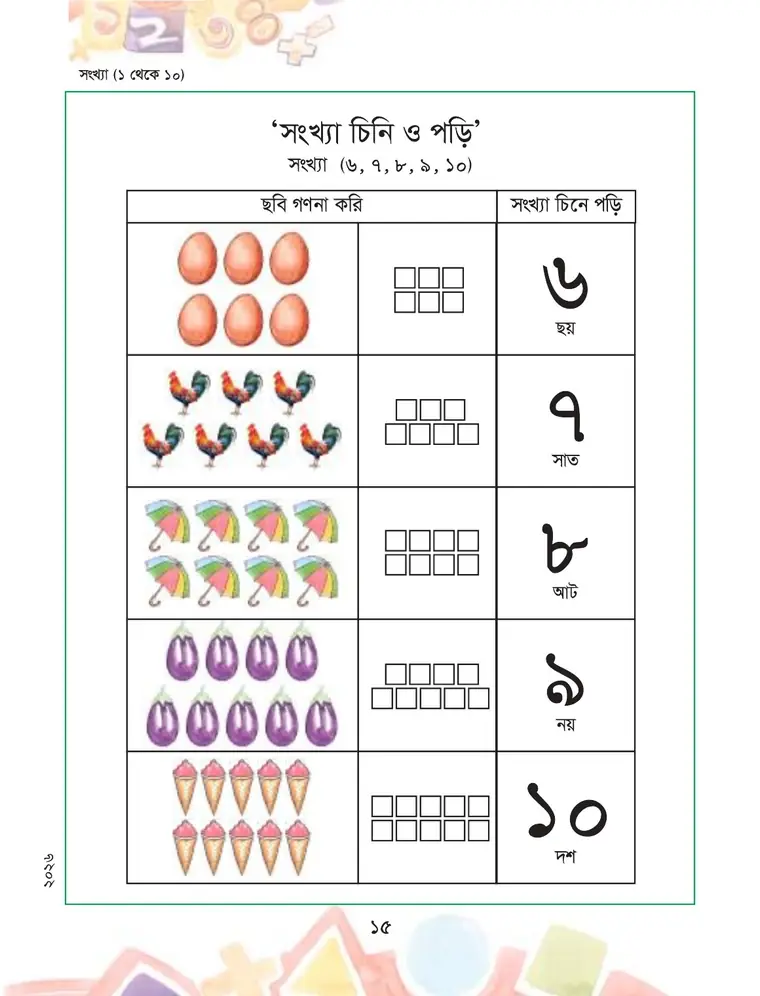 সংখ্যা (১ থেকে ১০)
‘সংখ্যা চিনি ও পড়ি’
সংখ্যা (৬, ৭, ৮, ৯, ১০)
ছবি গণনা করি সংখ্যা চিনে পড়ি
৬
ছয়
৭
সাত
৮
আট
৯
নয়
১০
দশ
২০২৬
১৫